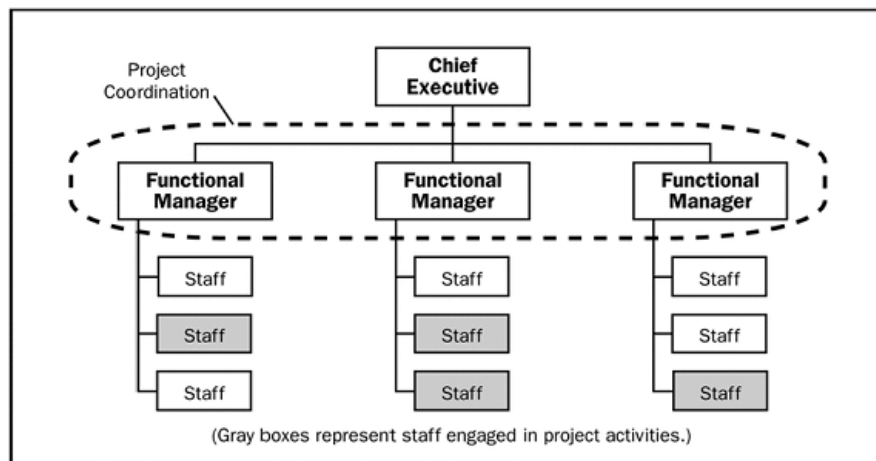 Project
Coordination
Chief
Executive
Functional
Manager
Functional
Manager
Functional
Manager
Staff
Staff
Staff
Staff
Staff
Staff
Staff
Staff
Staff
(Gray boxes represent staff engaged in project activities.)